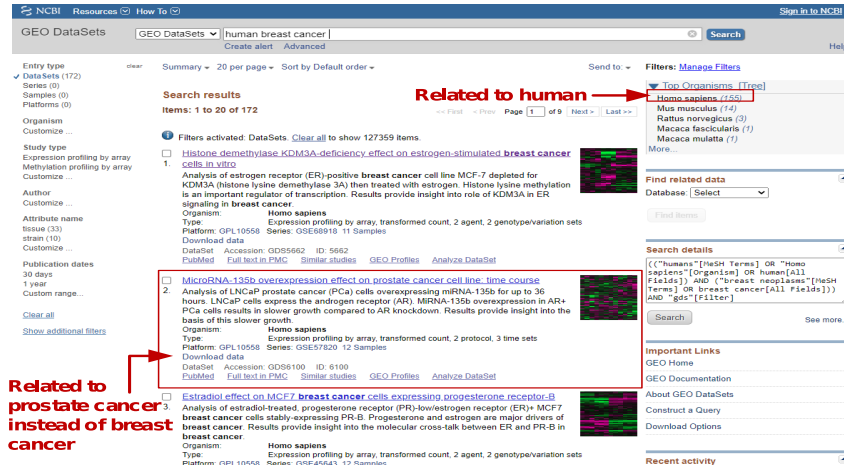 NCBI Resources How To Sign in to NCBI
GEO DataSets GEO DataSets human breast cancer Search
Create alert Advanced Help
Entry type clear
DataSets (172)
Series (0)
Samples (0)
Platforms (0)
Organism
Customize ...
Study type
Expression profiling by array
Methylation profiling by array
Customize ...
Author
Customize ...
Attribute name
tissue (33)
strain (10)
Customize ...
Publication dates
30 days
1 year
Custom range...
Clear all
Show additional filters
Related to
prostate cancer
instead of breast
cancer
Summary 20 per page Sort by Default order Send to:
Search results
Items: 1 to 20 of 172
<< First < Prev Page 1 of 9 Next > Last >>
Related to human
Filters activated: DataSets. Clear all to show 127359 items.
Histone demethylase KDM3A-deficiency effect on estrogen-stimulated breast cancer
1. cells in vitro
Analysis of estrogen receptor (ER)-positive breast cancer cell line MCF-7 depleted for
KDM3A (histone lysine demethylase 3A) then treated with estrogen. Histone lysine methylation
is an important regulator of transcription. Results provide insight into role of KDM3A in ER
signaling in breast cancer.
Organism: Homo sapiens
Type: Expression profiling by array, transformed count, 2 agent, 2 genotype/variation sets
Platform: GPL10558 Series: GSE68918 11 Samples
Download data
DataSet Accession: GDS5662 ID: 5662
PubMed Full text in PMC Similar studies GEO Profiles Analyze DataSet
MicroRNA-135b overexpression effect on prostate cancer cell line: time course
2. Analysis of LNCaP prostate cancer (PCa) cells overexpressing miRNA-135b for up to 36
hours. LNCaP cells express the androgen receptor (AR). MiRNA-135b overexpression in AR+
PCa cells results in slower growth compared to AR knockdown. Results provide insight into the
basis of this slower growth.
Organism: Homo sapiens
Type: Expression profiling by array, transformed count, 2 protocol, 3 time sets
Platform: GPL10558 Series: GSE57820 12 Samples
Download data
DataSet Accession: GDS6100 ID: 6100
PubMed Full text in PMC Similar studies GEO Profiles Analyze DataSet
Estradiol effect on MCF7 breast cancer cells expressing progesterone receptor-B
3. Analysis of estradiol-treated, progesterone receptor (PR)-low/estrogen receptor (ER)+ MCF7
breast cancer cells stably-expressing PR-B. Progesterone and estrogen are major drivers of
breast cancer. Results provide insight into the molecular cross-talk between ER and PR-B in
breast cancer.
Organism: Homo sapiens
Type: Expression profiling by array, transformed count, 2 agent, 2 genotype/variation sets
Platform: GPL10558 Series: GSE45643 12 Samples
Filters: Manage Filters
Top Organisms [Tree]
Homo sapiens (155)
Mus musculus (14)
Rattus norvegicus (3)
Macaca fascicularis (1)
Macaca mulatta (1)
More...
Find related data
Database: Select
Find items
Search details
(("humans"[MeSH Terms] OR "Homo
sapiens"[Organism] OR human[All
Fields]) AND ("breast neoplasms"[MeSH
Terms] OR breast cancer[All Fields]))
AND "gds"[Filter]
Search See more...
Important Links
GEO Home
GEO Documentation
About GEO DataSets
Construct a Query
Download Options
Recent activity